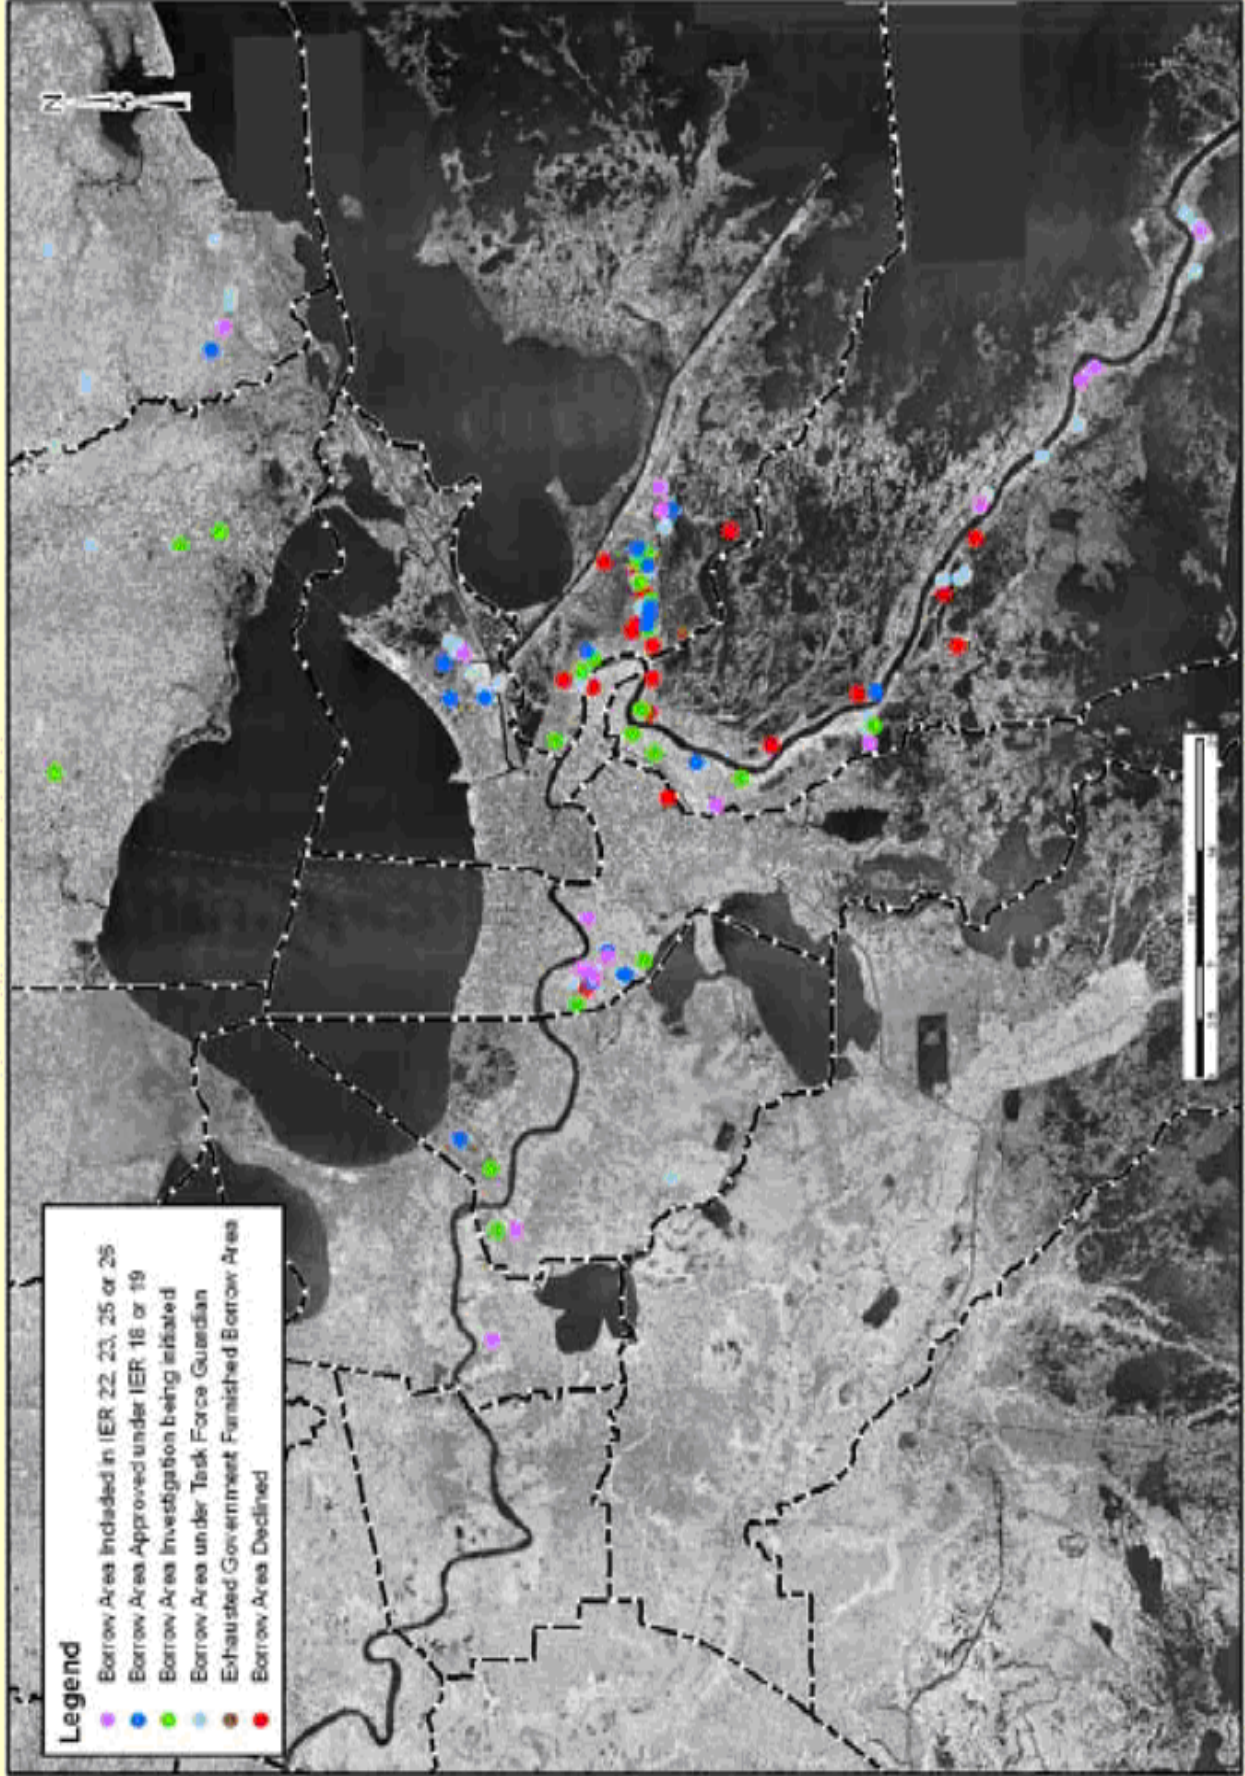 Legend
Borrow Area Included in IER 22, 23, 25 or 26
Borrow Area Approved under IER 18 or 19
Borrow Area Investigation being initiated
Borrow Area under Task Force Guardian
Exhausted Government Furnished Borrow Area
Borrow Area Declined
N